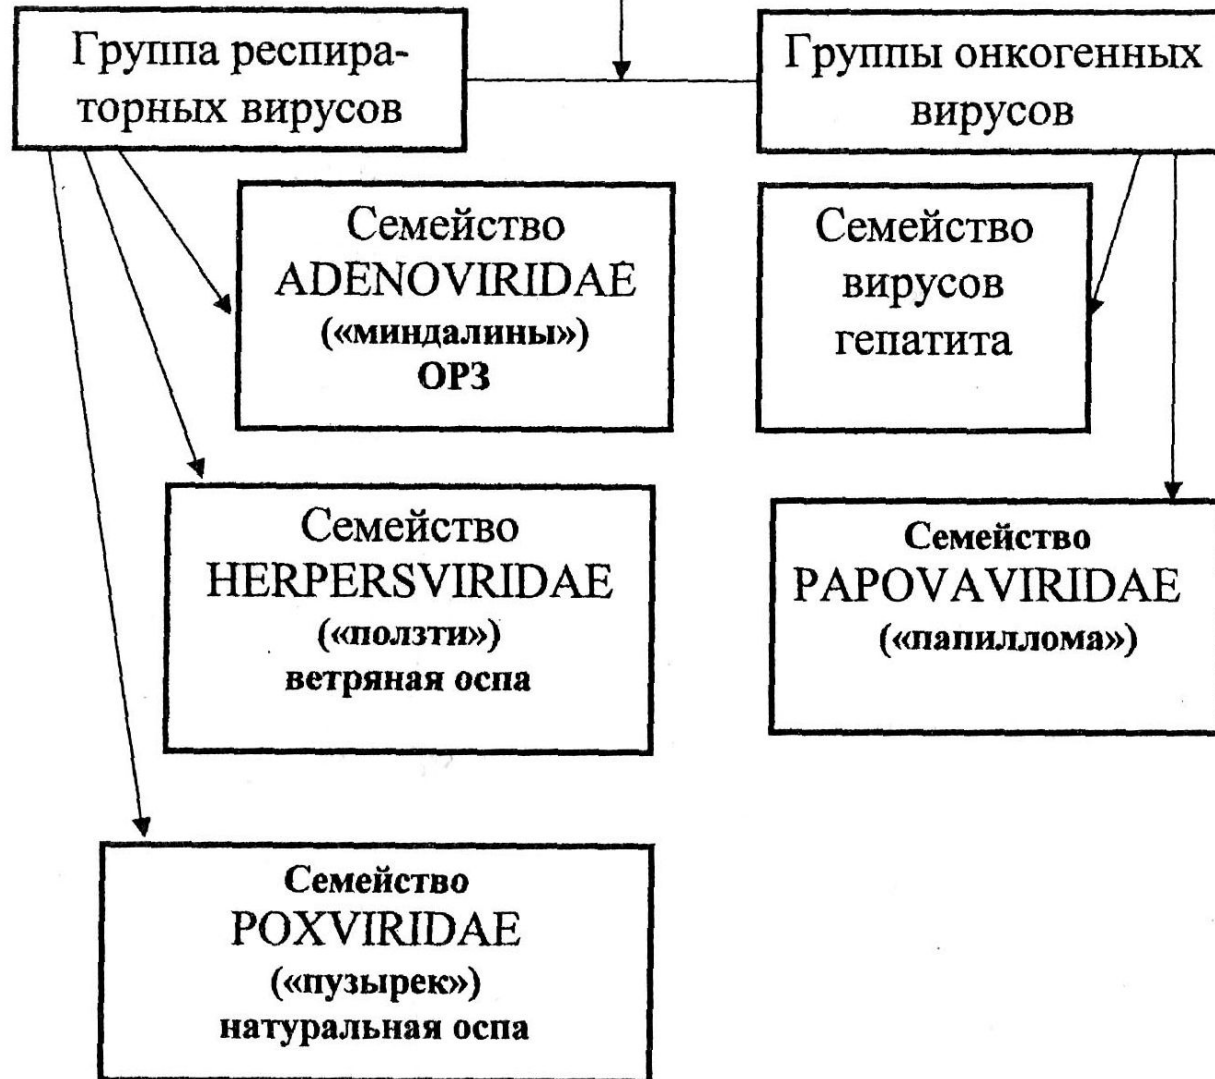 Группа респира-
торных вирусов
Группы онкогенных
вирусов
Семейство
ADENOVIRIDAE
(«миндалины»)
ОРЗ
Семейство
вирусов
гепатита
Семейство
HERPERSVIRIDAE
(«ползти»)
ветряная оспа
Семейство
PAPOVAVIRIDAE
(«папиллома»)
Семейство
POXVIRIDAE
(«пузырек»)
натуральная оспа